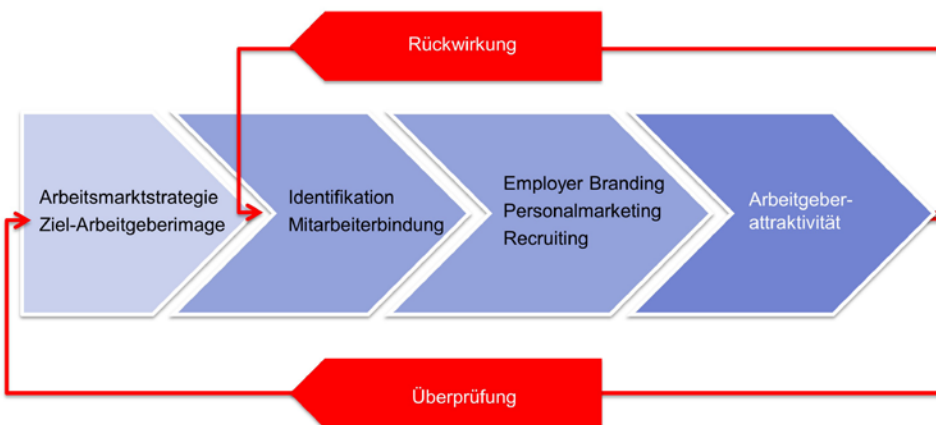 Rückwirkung
Arbeitsmarktstrategie
Ziel-Arbeitgeberimage
Identifikation
Mitarbeiterbindung
Employer Branding
Personalmarketing
Recruiting
Arbeitgeber-
attraktivität
Überprüfung